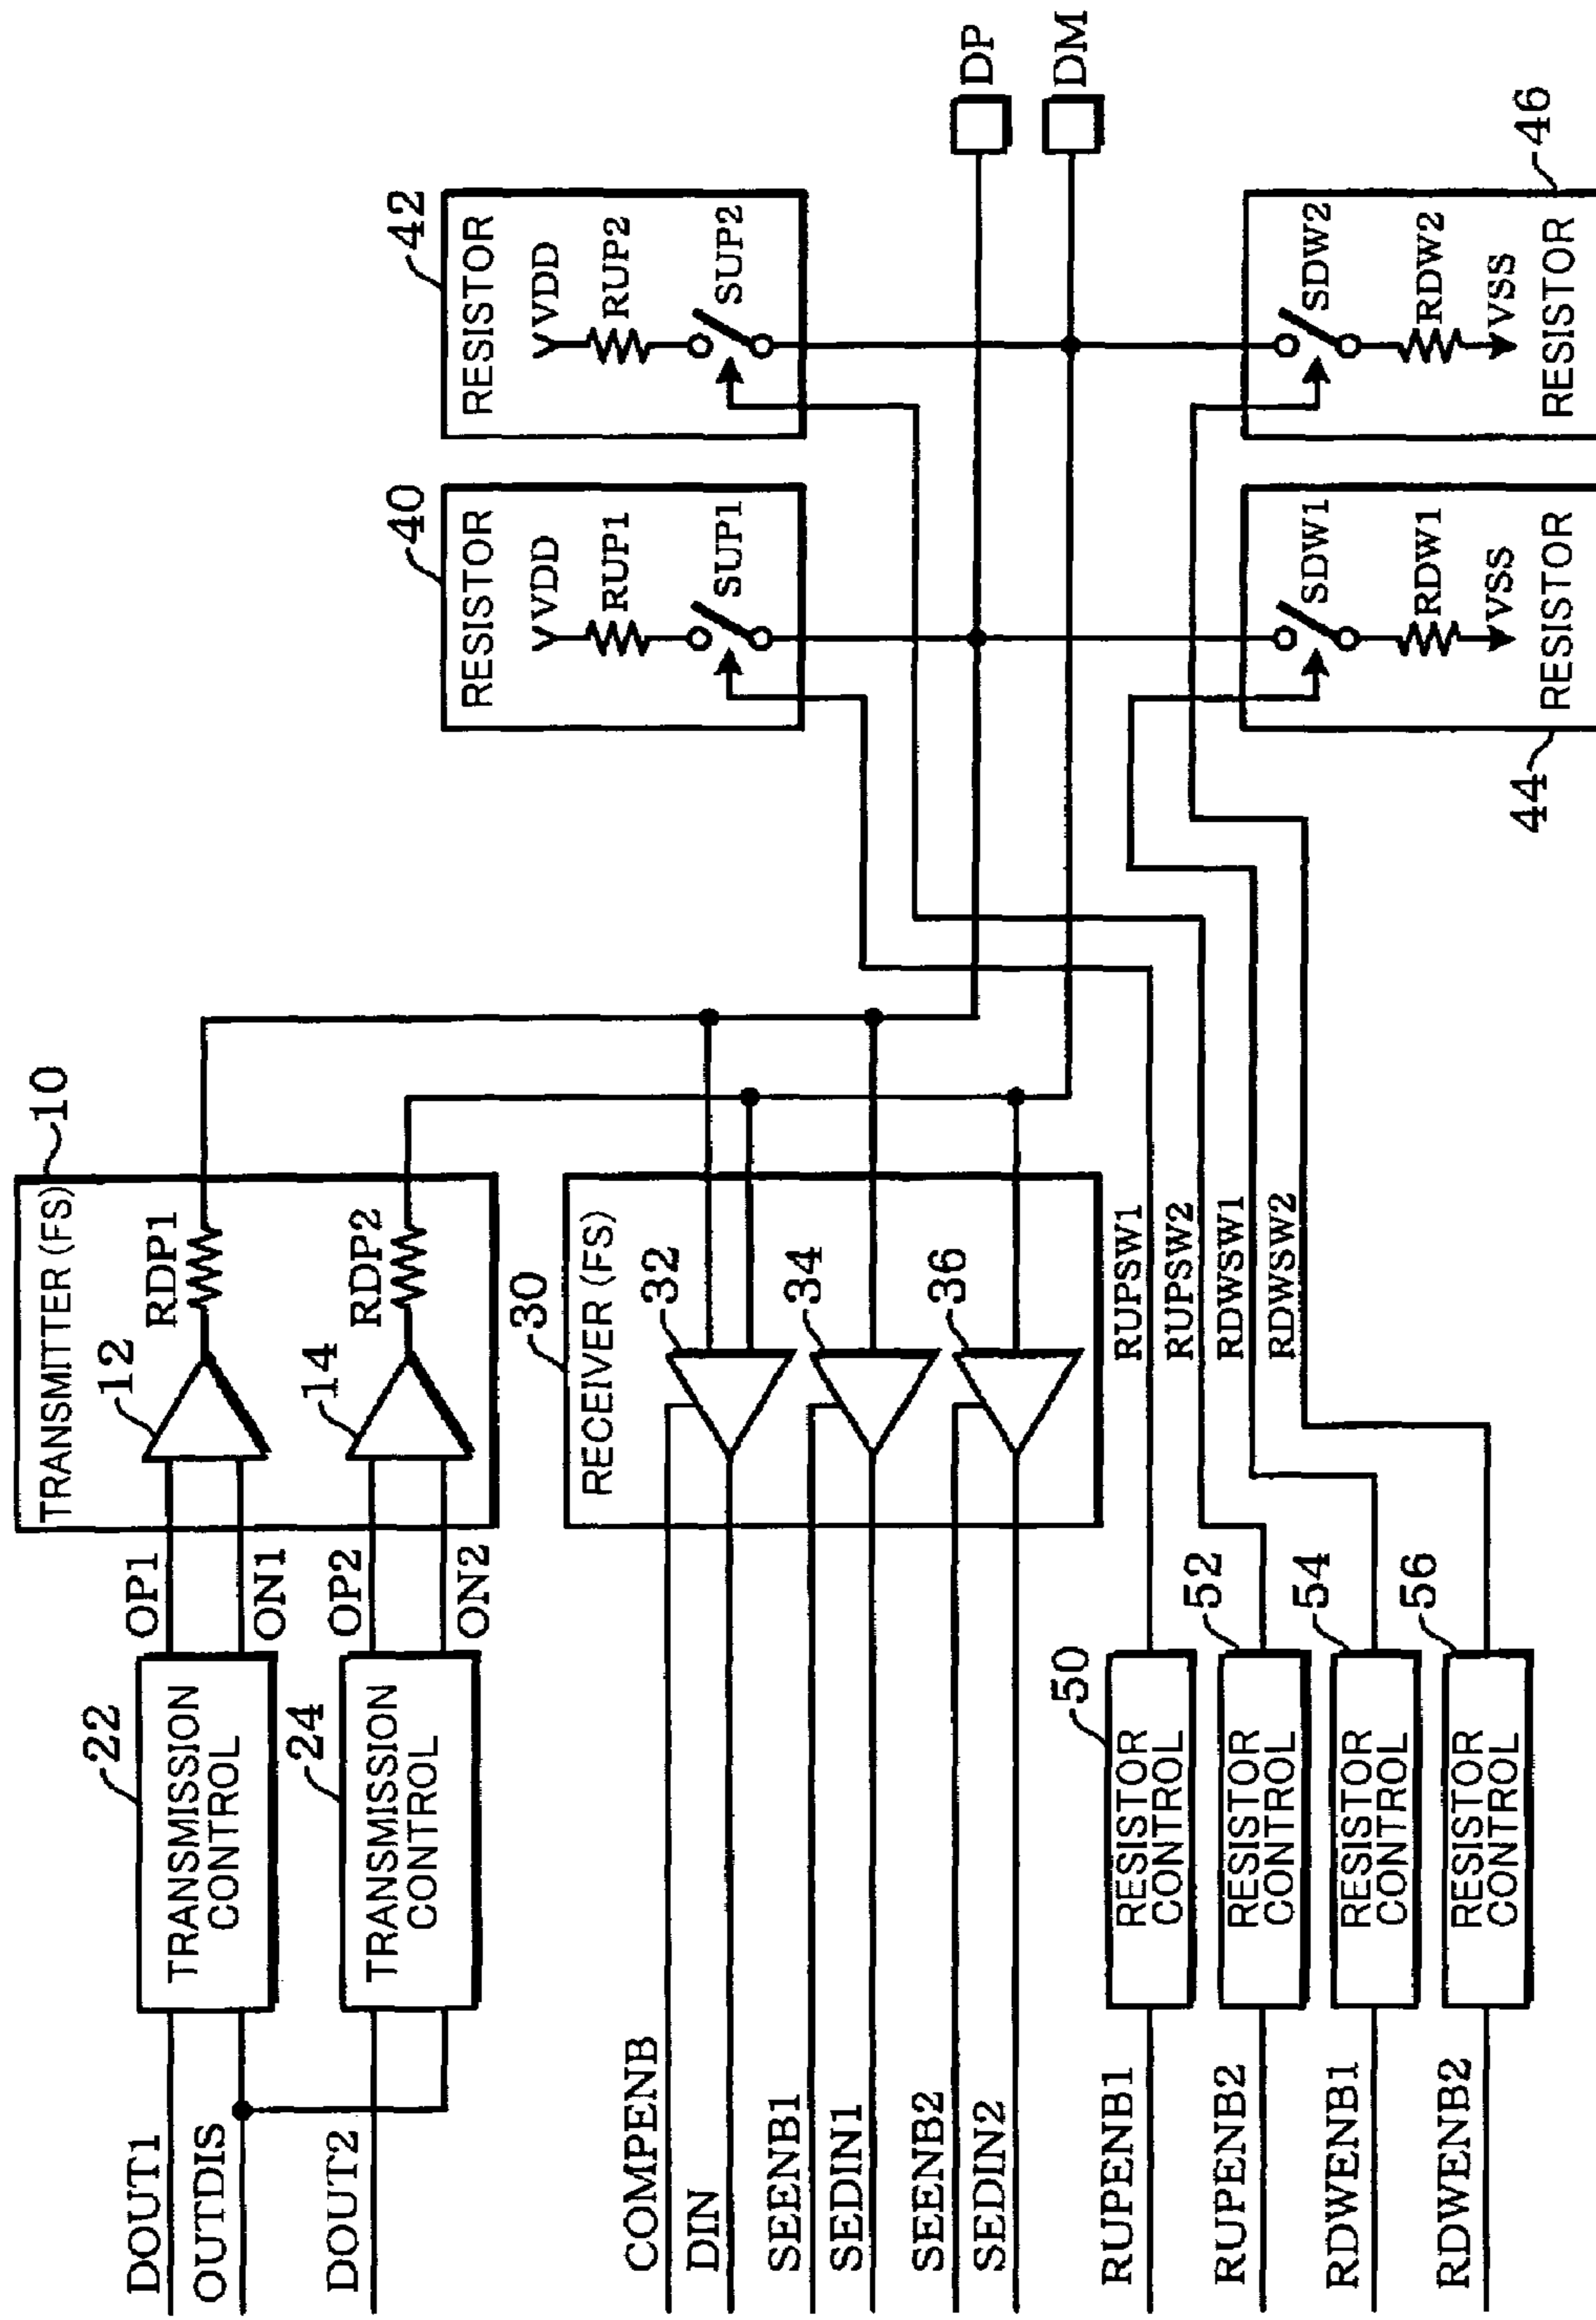 DOUT1
OUTDIS
DOUT2
22
TRANSMISSION
CONTROL
24
TRANSMISSION
CONTROL
OP1
ON1
OP2
ON2
10
TRANSMITTER (FS)
12
RDP1
14
RDP2
COMPENB
DIN
SEENB1
SEDIN1
SEENB2
SEDIN2
30
RECEIVER (FS)
32
34
36
RUPENB1
RUPENB2
RDWENB1
RDWENB2
50
RESISTOR
CONTROL
52
RESISTOR
CONTROL
54
RESISTOR
CONTROL
56
RESISTOR
CONTROL
RUPSW1
RUPSW2
RDWSW1
RDWSW2
40
RESISTOR
VDD
RUP1
SUP1
42
RESISTOR
VDD
RUP2
SUP2
DP
DM
44
SDW1
RDW1
VSS
RESISTOR
46
SDW2
RDW2
VSS
RESISTOR